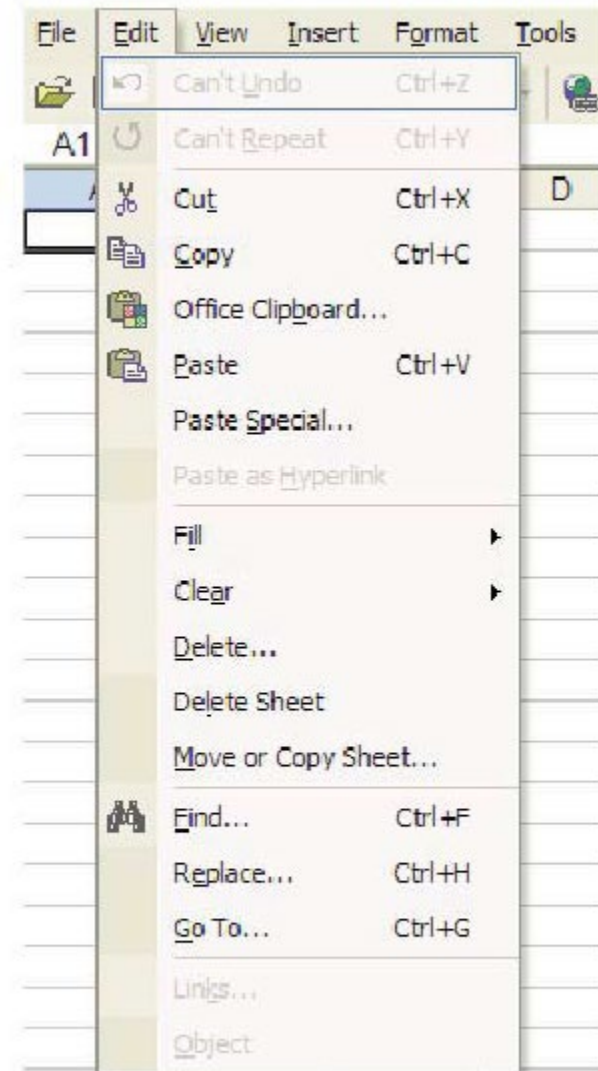 File Edit View Insert Format Tools
Can't Undo Ctrl+Z
Can't Repeat Ctrl+Y
A1
D
Cut Ctrl+X
Copy Ctrl+C
Office Clipboard...
Paste Ctrl+V
Paste Special...
Paste as Hyperlink
Fill
Clear
Delete...
Delete Sheet
Move or Copy Sheet...
Find... Ctrl+F
Replace... Ctrl+H
Go To... Ctrl+G
Links...
Object